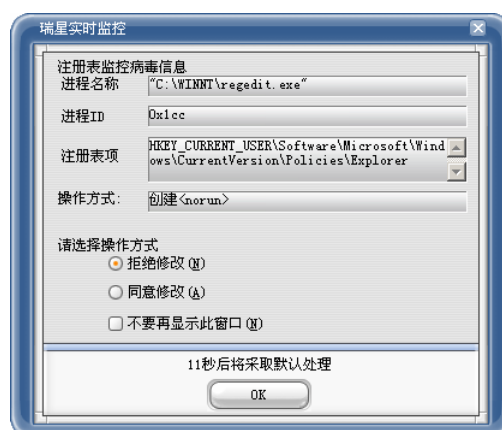 瑞星实时监控
注册表监控病毒信息
进程名称 "C:\WINNT\regedit.exe"
进程ID 0x1cc
注册表项 HKEY_CURRENT_USER\Software\Microsoft\Wind
ows\CurrentVersion\Policies\Explorer
操作方式: 创建<norun>
请选择操作方式
拒绝修改(N)
同意修改(A)
不要再显示此窗口(N)
11秒后将采取默认处理
OK